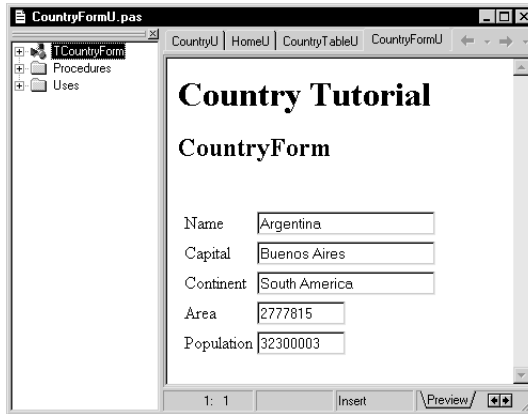 CountryFormU.pas
TCountryForm
Procedures
Uses
CountryU HomeU CountryTableU CountryFormU
Country Tutorial
CountryForm
Name Argentina
Capital Buenos Aires
Continent South America
Area 2777815
Population 32300003
1: 1 Insert Preview